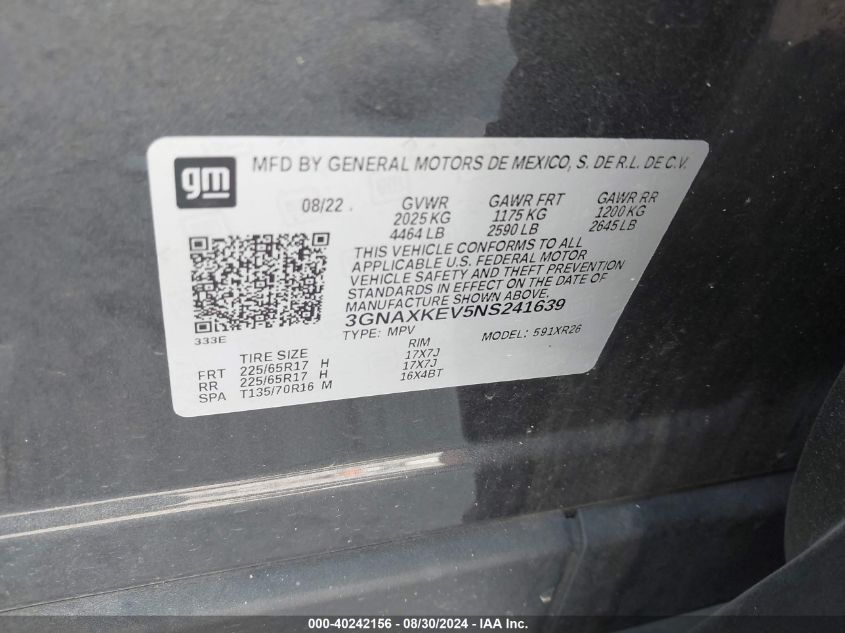 gm
MFD BY GENERAL MOTORS DE MEXICO, S. DE R.L. DE C.V.
08/22 GVWR GAWR FRT GAWR RR
2025 KG 1175 KG 1200 KG
4464 LB 2590 LB 2645 LB
THIS VEHICLE CONFORMS TO ALL
APPLICABLE U.S. FEDERAL MOTOR
VEHICLE SAFETY AND THEFT PREVENTION
STANDARDS IN EFFECT ON THE DATE OF
MANUFACTURE SHOWN ABOVE.
3GNAXKEV5NS241639
333E TYPE: MPV MODEL: 591XR26
TIRE SIZE RIM
FRT 225/65R17 H 17X7J
RR 225/65R17 H 17X7J
SPA T135/70R16 M 16X4BT
000-40242156 - 08/30/2024 - IAA Inc.